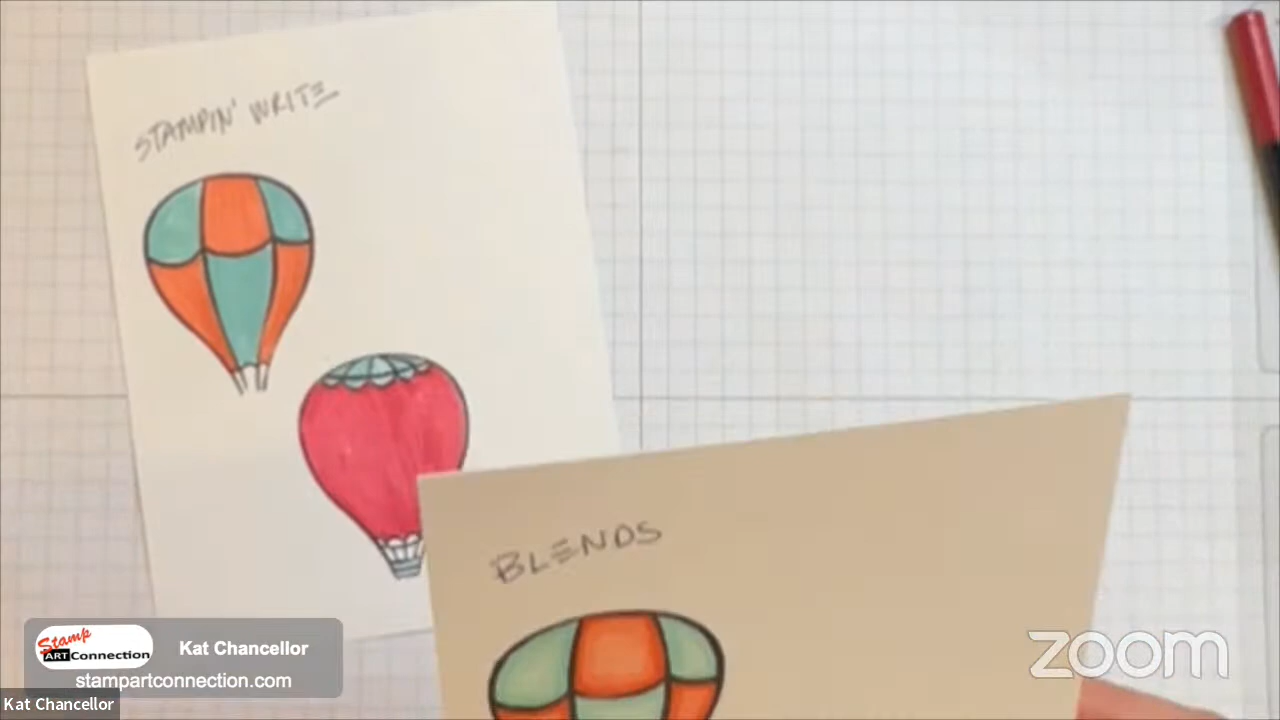 STAMPIN' WRITE
BLENDS
Stamp
ART Connection
Kat Chancellor
stampartconnection.com
Kat Chancellor
zoom